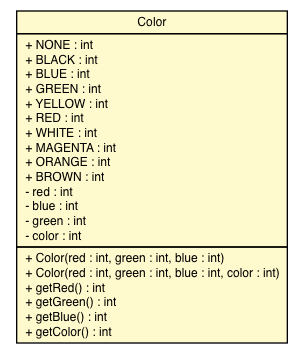 Color
+ NONE : int
+ BLACK : int
+ BLUE : int
+ GREEN : int
+ YELLOW : int
+ RED : int
+ WHITE : int
+ MAGENTA : int
+ ORANGE : int
+ BROWN : int
- red : int
- blue : int
- green : int
- color : int
+ Color(red : int, green : int, blue : int)
+ Color(red : int, green : int, blue : int, color : int)
+ getRed() : int
+ getGreen() : int
+ getBlue() : int
+ getColor() : int